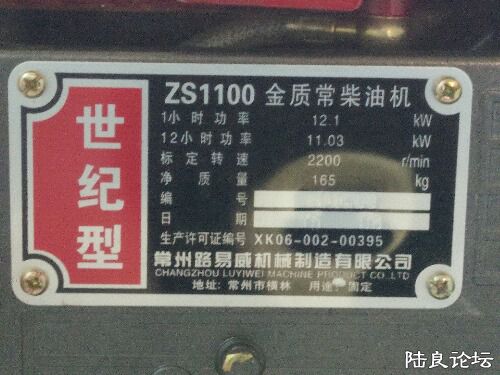 世纪型
ZS1100 金质常柴油机
1小时功率 12.1 kW
12小时功率 11.03 kW
标定转速 2200 r/min
净质量 165 kg
编号
日期
生产许可证编号 XK06-002-00395
常州路易威机械制造有限公司
CHANGZHOU LUYIWEI MACHINE PRODUCT CO.,LTD
地址: 常州市横林 用途: 固定
陆良论坛